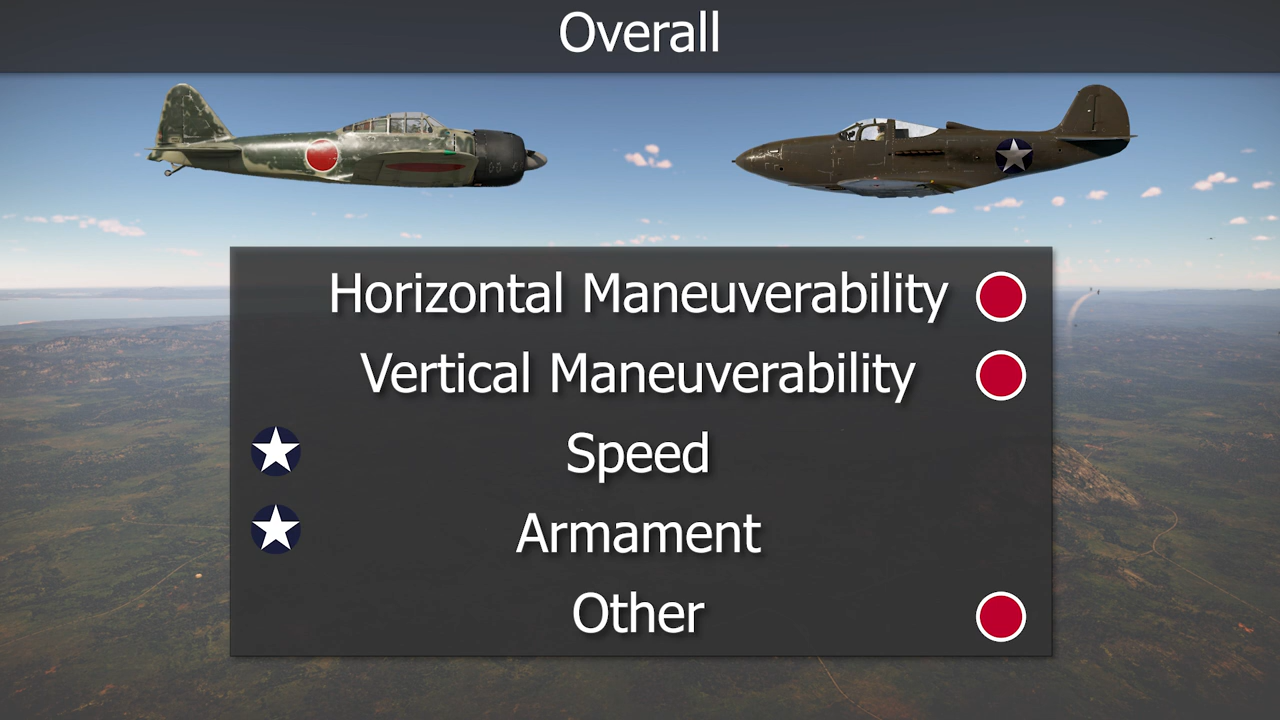 Overall
Horizontal Maneuverability
Vertical Maneuverability
Speed
Armament
Other